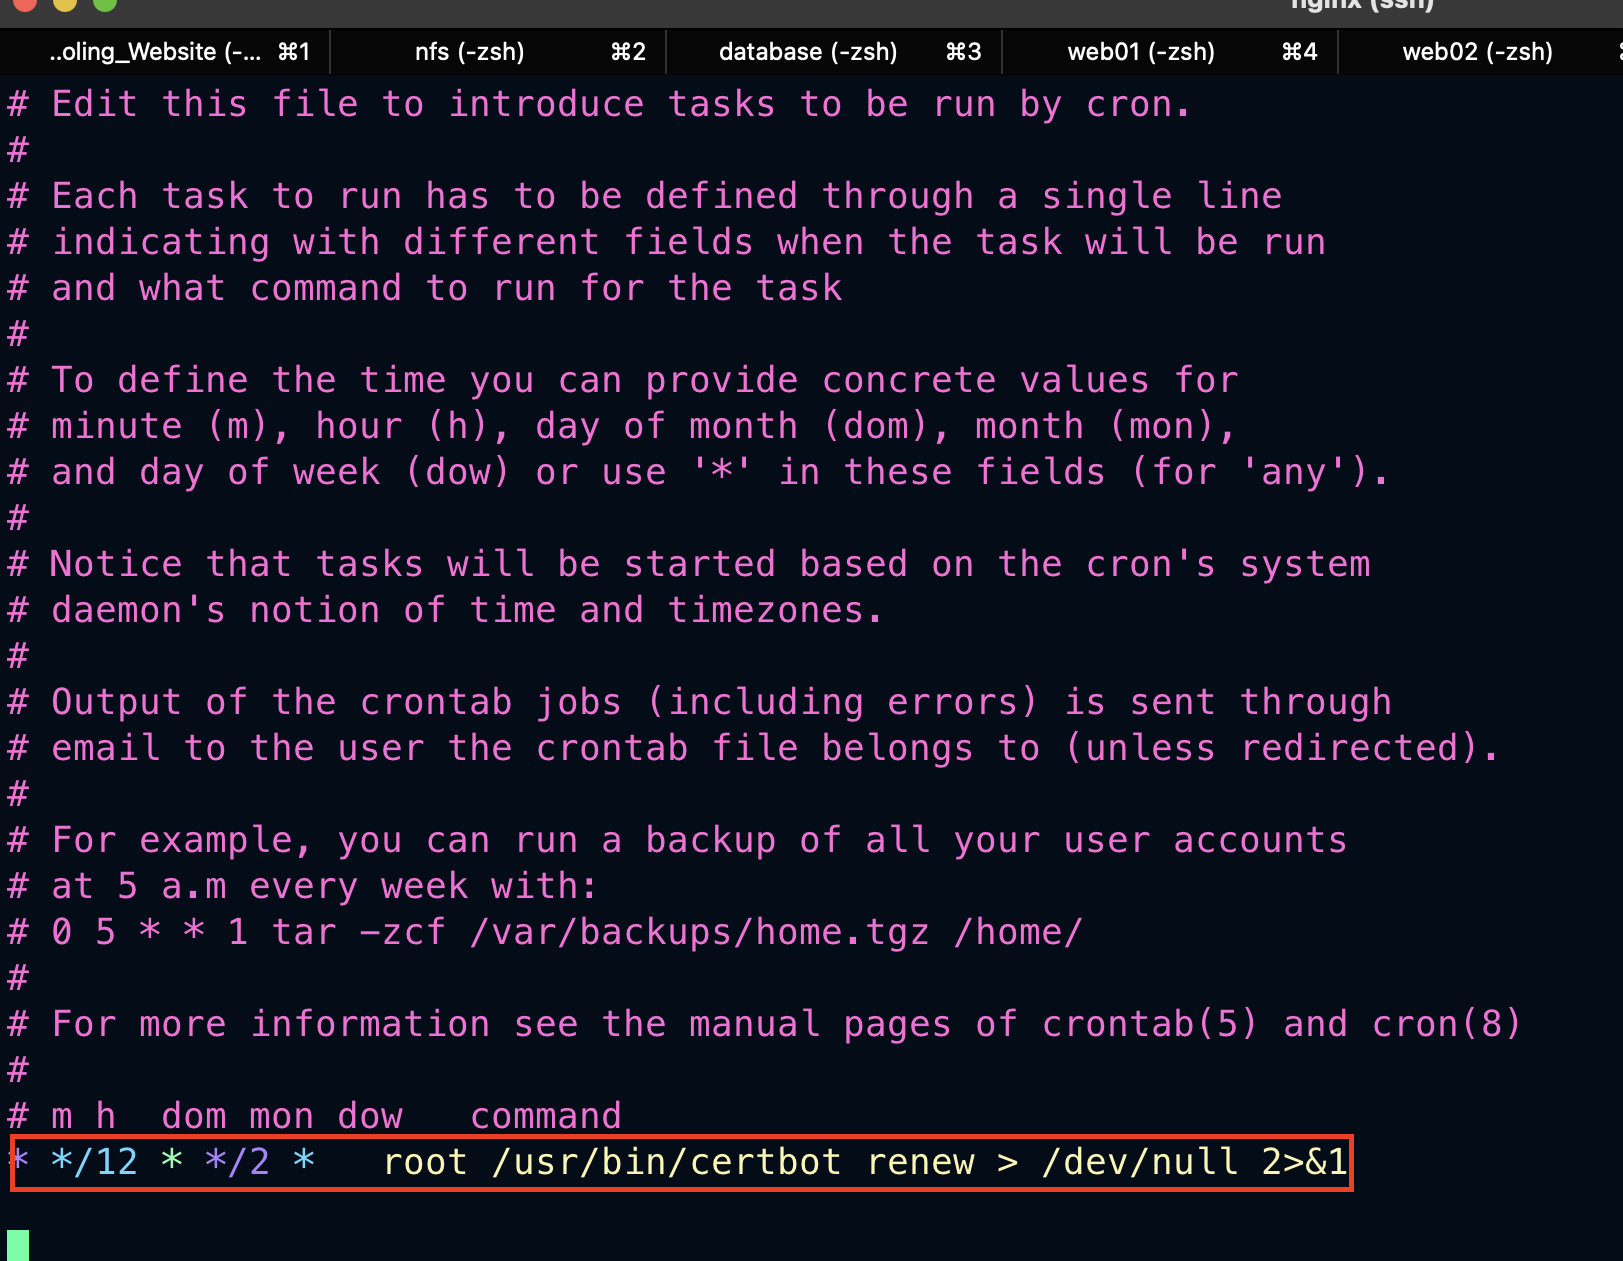 nginx (ssh)
..oling_Website (-... ⌘1 nfs (-zsh) ⌘2 database (-zsh) ⌘3 web01 (-zsh) ⌘4 web02 (-zsh)
# Edit this file to introduce tasks to be run by cron.
#
# Each task to run has to be defined through a single line
# indicating with different fields when the task will be run
# and what command to run for the task
#
# To define the time you can provide concrete values for
# minute (m), hour (h), day of month (dom), month (mon),
# and day of week (dow) or use '*' in these fields (for 'any').
#
# Notice that tasks will be started based on the cron's system
# daemon's notion of time and timezones.
#
# Output of the crontab jobs (including errors) is sent through
# email to the user the crontab file belongs to (unless redirected).
#
# For example, you can run a backup of all your user accounts
# at 5 a.m every week with:
# 0 5 * * 1 tar -zcf /var/backups/home.tgz /home/
#
# For more information see the manual pages of crontab(5) and cron(8)
#
# m h  dom mon dow   command
* */12 * */2 *   root /usr/bin/certbot renew > /dev/null 2>&1